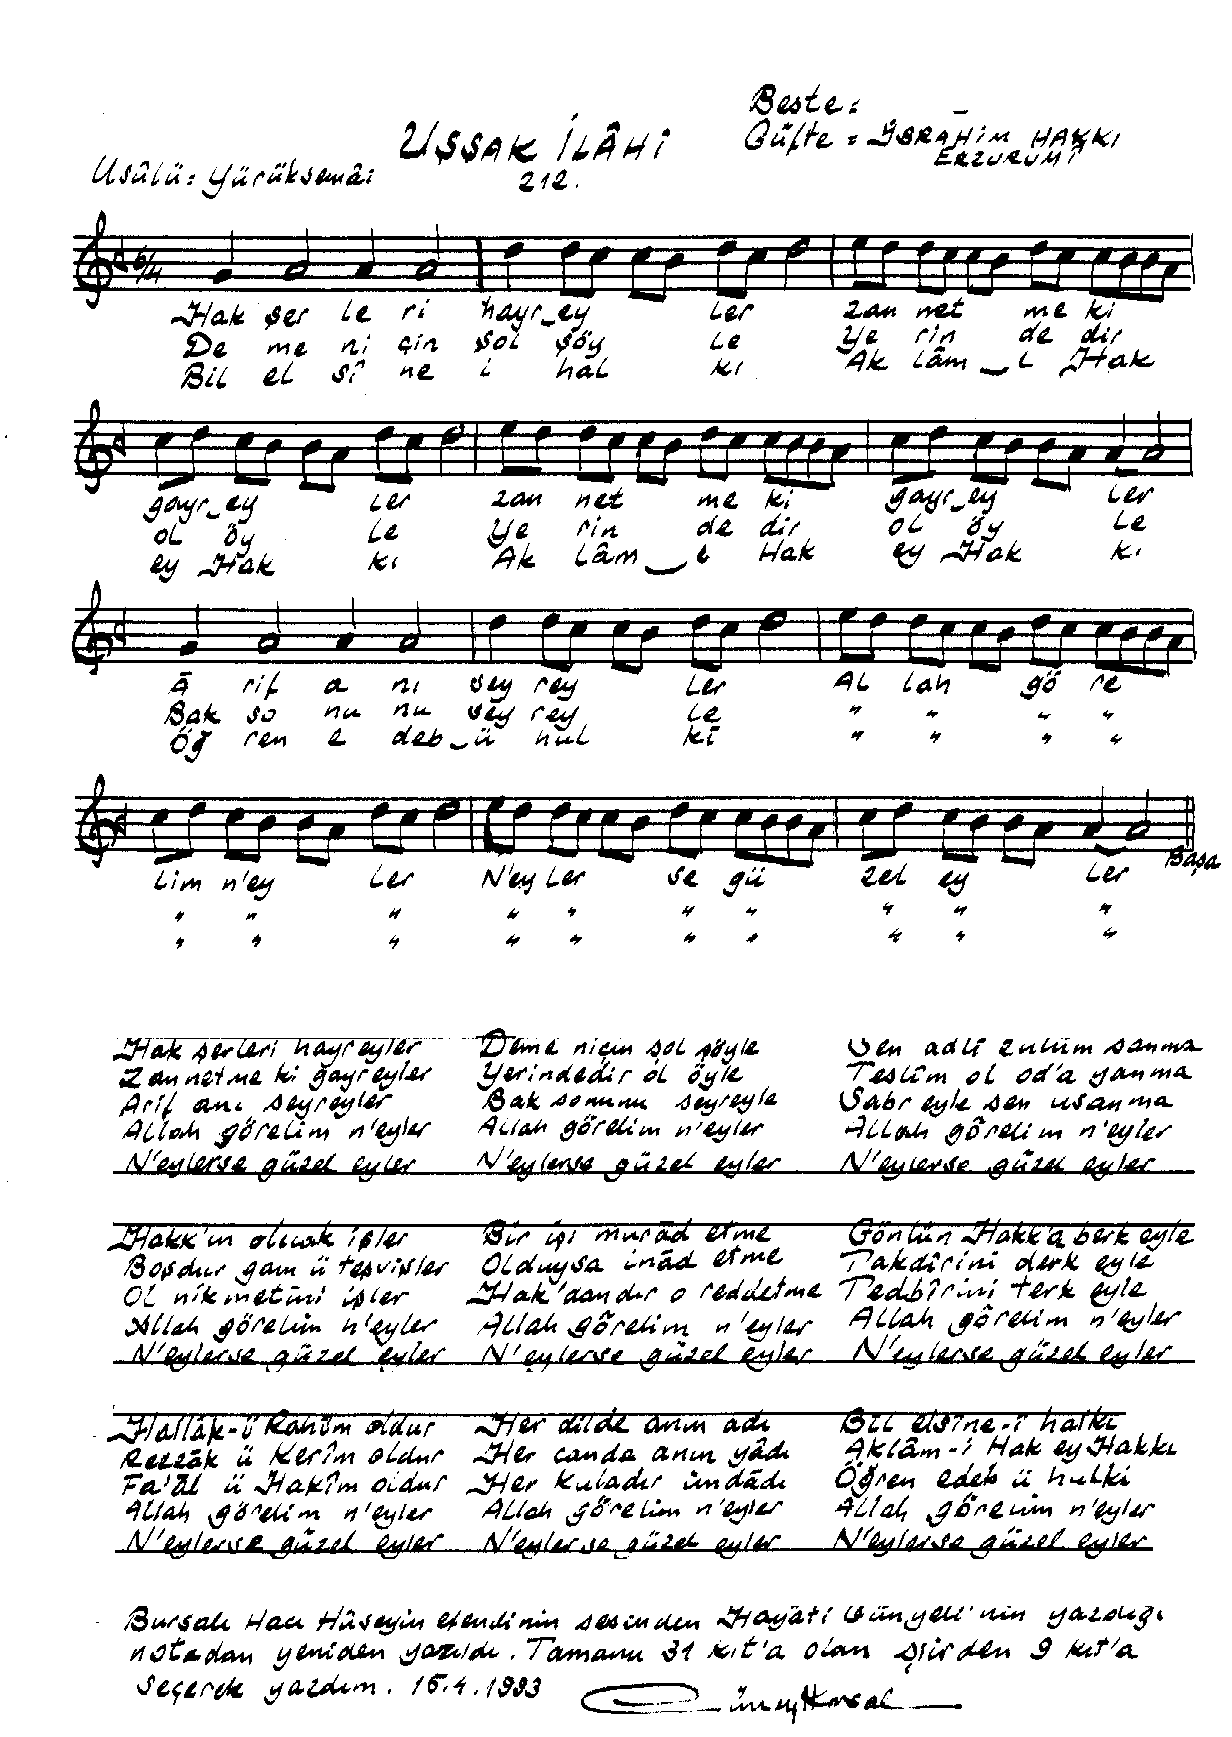 Beste:
UŞŞAK İLÂHİ
Güfte = İBRÂHİM HAKKI
ERZURUMİ
Usûlü: Yürüksemâi
212.
6/4
Hak şer le ri hayr_ey ler zan net me ki
De me ni çin şol şöy le Ye rin de dir
Bil el sî ne i hal kı Ak lâm_ı Hak
gayr_ey ler zan net me ki gayr_ey ler
ol öy le Ye rin de dir ol öy le
ey Hak kı Ak lâm_ı Hak ey Hak kı
Ā rif a nı sey rey ler Al lah gö re
Bak so nu nu sey rey le " " " "
Öğ ren e deb_ü hul kî " " " "
lim n'ey ler N'ey ler se gü zel ey ler
" " " " " " " " " "
" " " " " " " " " "
Başa
Hak şerleri hayreyler
Zannetme ki gayreyler
Arif anı seyreyler
Allah görelim n'eyler
N'eylerse güzel eyler
Deme niçin şol şöyle
Yerindedir ol öyle
Bak sonunu seyreyle
Allah görelim n'eyler
N'eylerse güzel eyler
Sen adli zulüm sanma
Teslîm ol od'a yanma
Sabr eyle sen usanma
Allah görelim n'eyler
N'eylerse güzel eyler
Hakk'ın olucak işler
Boşdur gam ü teşvişler
Ol hikmetini işler
Allah görelim n'eyler
N'eylerse güzel eyler
Bir işi murâd etme
Olduysa inâd etme
Hak'dandır o reddetme
Allah görelim n'eyler
N'eylerse güzel eyler
Gönlün Hakk'a berk eyle
Takdîrini derk eyle
Tedbîrini terk eyle
Allah görelim n'eyler
N'eylerse güzel eyler
Hallâk-ü Rahîm oldur
Rezzâk ü Kerîm oldur
Fa'âl ü Hakîm oldur
Allah görelim n'eyler
N'eylerse güzel eyler
Her dilde anın adı
Her canda anın yâdı
Her kuladır imdâdı
Allah görelim n'eyler
N'eylerse güzel eyler
Bil elsîne-i halkı
Aklâm-i Hak ey Hakkı
Öğren edeb ü hulki
Allah görelim n'eyler
N'eylerse güzel eyler
Bursalı Hacı Hüseyin efendinin sesinden Hayâti Günyeli'nin yazdığı
notadan yeniden yazıldı. Tamamı 31 kıt'a olan şiirden 9 kıt'a
seçerek yazdım. 15.4.1993